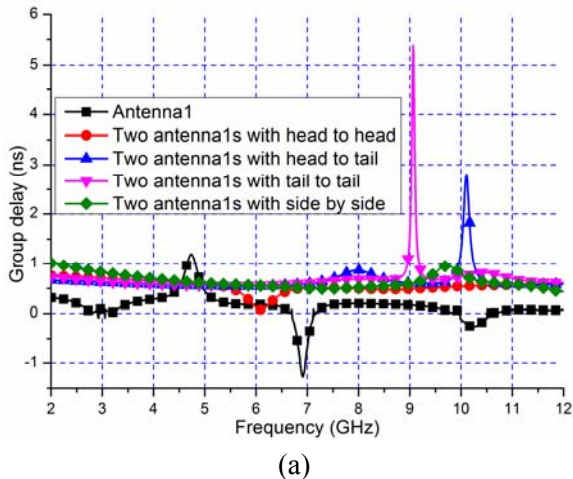 6
5
4
3
2
1
0
-1
Group delay (ns)
Antenna1
Two antenna1s with head to head
Two antenna1s with head to tail
Two antenna1s with tail to tail
Two antenna1s with side by side
2 3 4 5 6 7 8 9 10 11 12
Frequency (GHz)
(a)